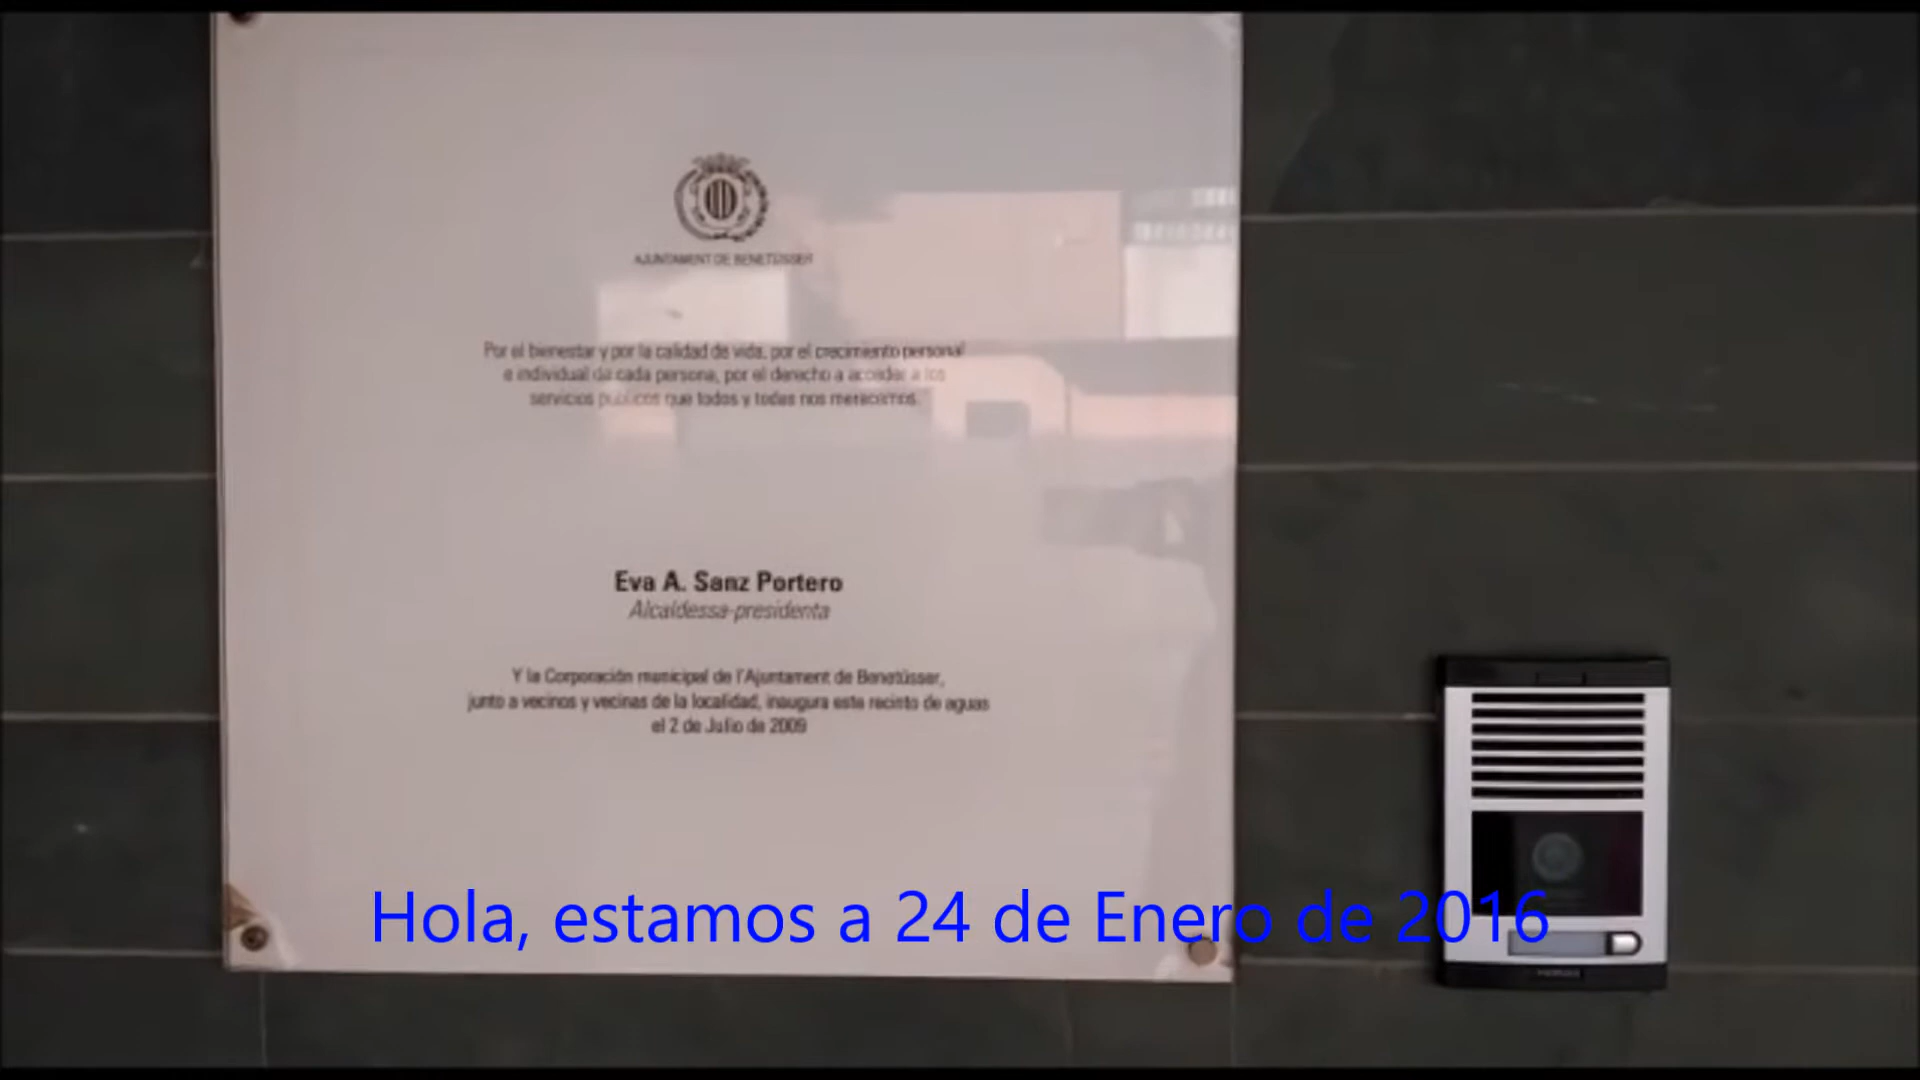 AJUNTAMENT DE BENETÚSSER
Por el bienestar y por la calidad de vida, por el crecimiento personal
e individual de cada persona, por el derecho a acceder a los
servicios públicos que todos y todas nos merecemos.
Eva A. Sanz Portero
Alcaldessa-presidenta
Y la Corporación municipal de l'Ajuntament de Benetússer,
junto a vecinos y vecinas de la localidad, inaugura este recinto de aguas
el 2 de Julio de 2009
Hola, estamos a 24 de Enero de 2016